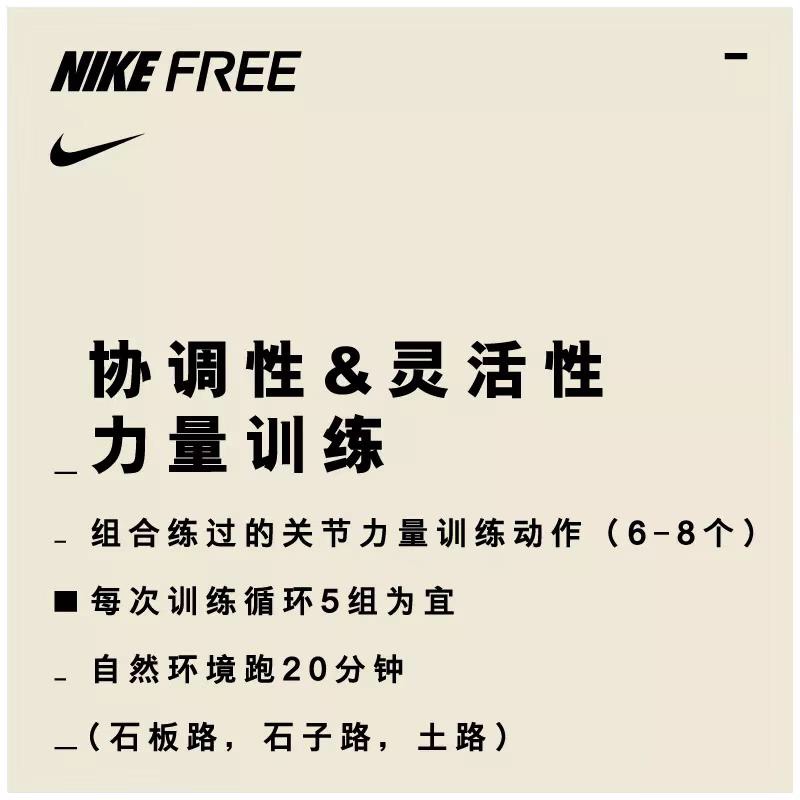 NIKE FREE
协调性&灵活性
力量训练
组合练过的关节力量训练动作（6-8个）
每次训练循环5组为宜
自然环境跑20分钟
（石板路，石子路，土路）